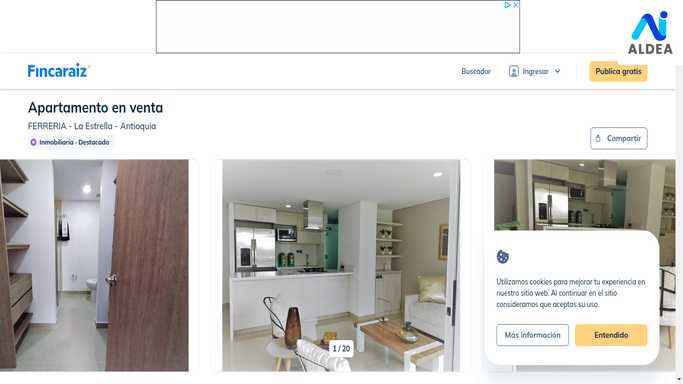 ALDEA
Fincaraiz
Buscador
Ingresar
Publica gratis
Apartamento en venta
FERRERIA - La Estrella - Antioquia
Inmobiliaria · Destacado
Compartir
Utilizamos cookies para mejorar tu experiencia en
nuestro sitio web. Al continuar en el sitio
consideramos que aceptas su uso.
Más información
Entendido
1 / 20